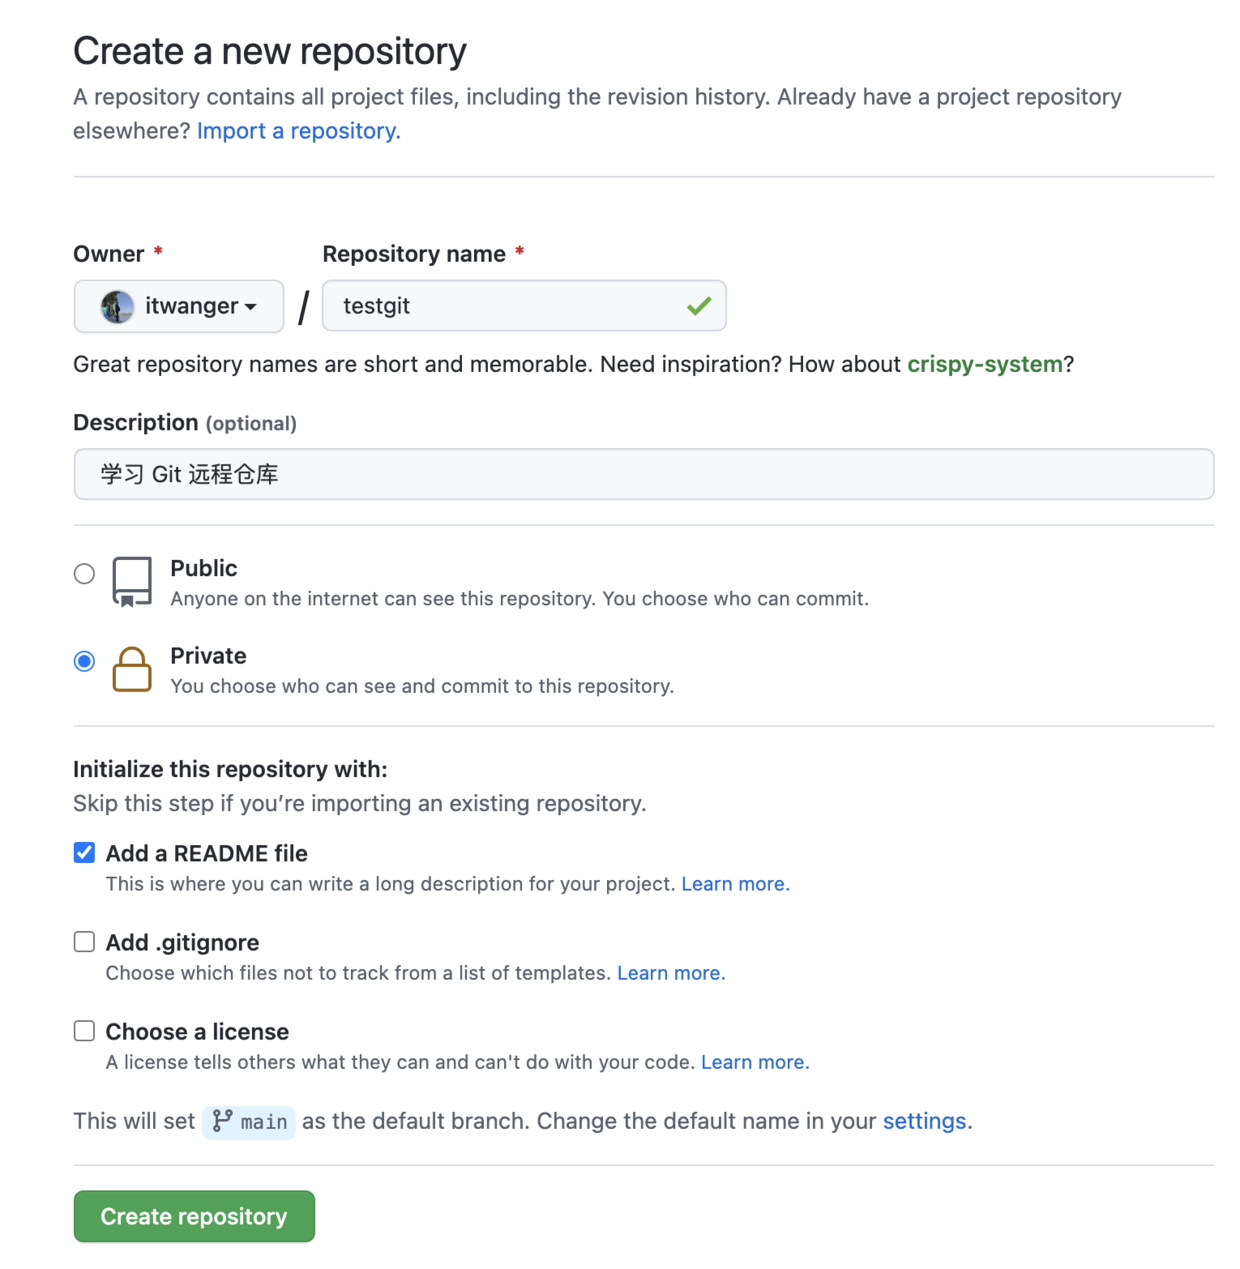 Create a new repository
A repository contains all project files, including the revision history. Already have a project repository
elsewhere? Import a repository.
Owner * Repository name *
itwanger / testgit
Great repository names are short and memorable. Need inspiration? How about crispy-system?
Description (optional)
学习 Git 远程仓库
Public
Anyone on the internet can see this repository. You choose who can commit.
Private
You choose who can see and commit to this repository.
Initialize this repository with:
Skip this step if you’re importing an existing repository.
Add a README file
This is where you can write a long description for your project. Learn more.
Add .gitignore
Choose which files not to track from a list of templates. Learn more.
Choose a license
A license tells others what they can and can't do with your code. Learn more.
This will set main as the default branch. Change the default name in your settings.
Create repository